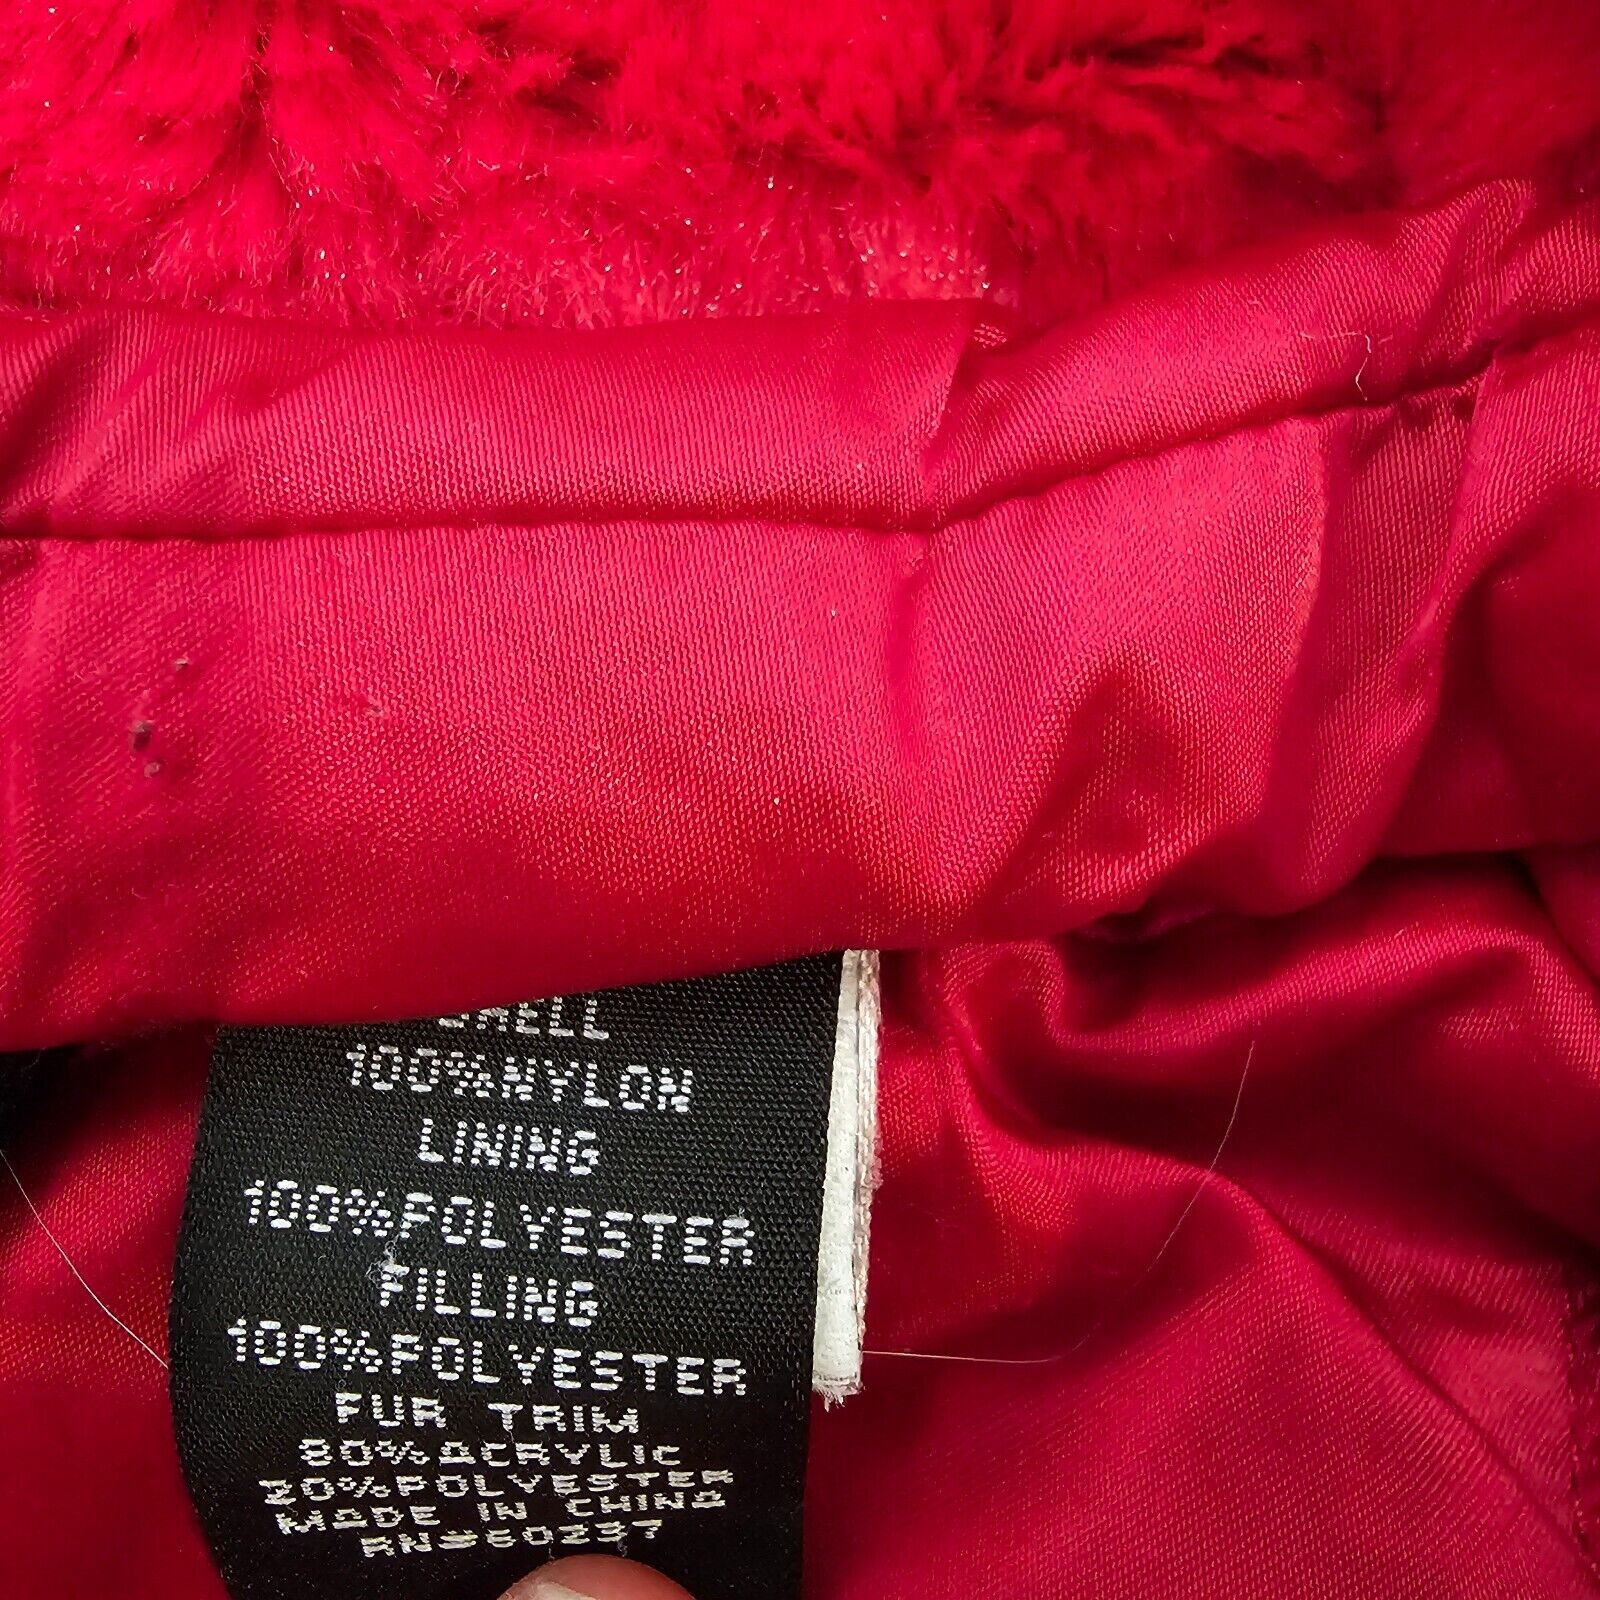 SHELL
100%NYLON
LINING
100%POLYESTER
FILLING
100%POLYESTER
FUR TRIM
80%ACRYLIC
20%POLYESTER
MADE IN CHINA
RN#60237